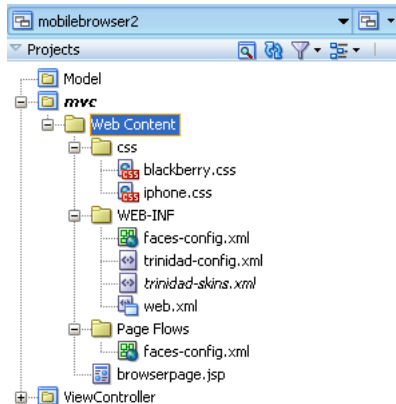 mobilebrowser2
Projects
Model
mvc
Web Content
css
blackberry.css
iphone.css
WEB-INF
faces-config.xml
trinidad-config.xml
trinidad-skins.xml
web.xml
Page Flows
faces-config.xml
browserpage.jsp
ViewController